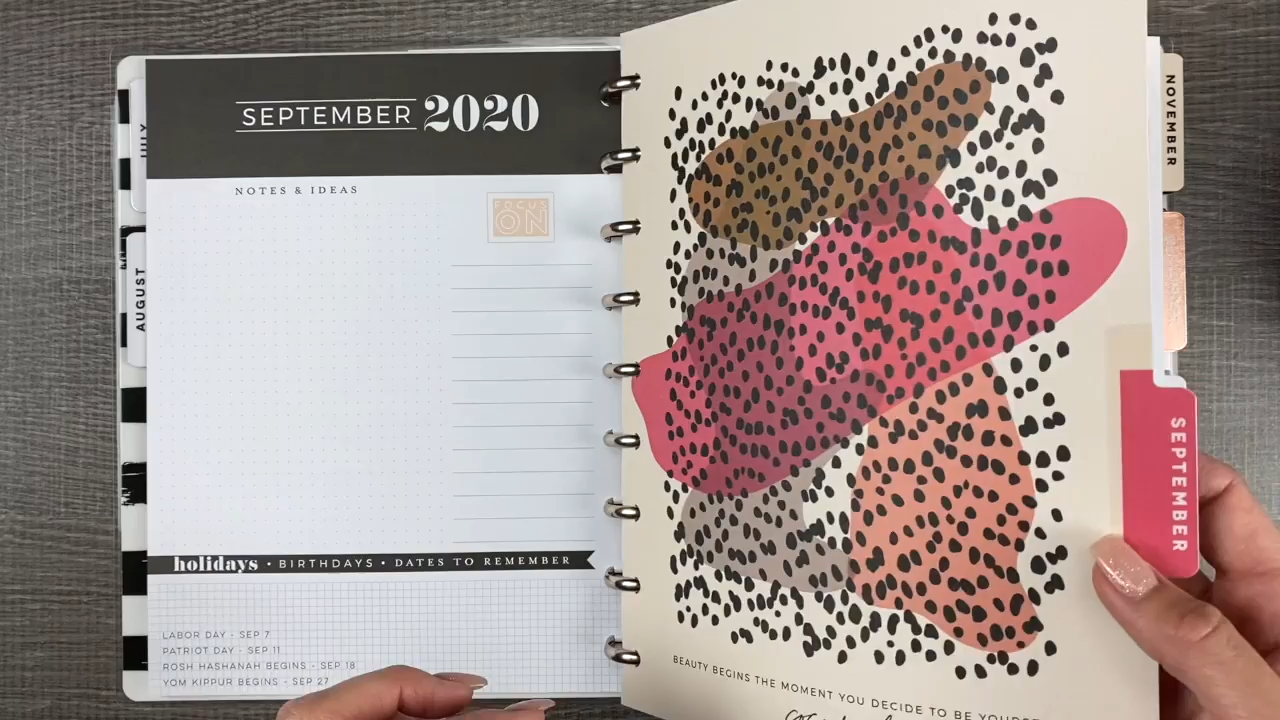 JULY
AUGUST
SEPTEMBER 2020
NOTES & IDEAS
FOCUS
ON
holidays • BIRTHDAYS • DATES TO REMEMBER
LABOR DAY - SEP 7
PATRIOT DAY - SEP 11
ROSH HASHANAH BEGINS - SEP 18
YOM KIPPUR BEGINS - SEP 27
BEAUTY BEGINS THE MOMENT YOU DECIDE TO BE
NOVEMBER
SEPTEMBER